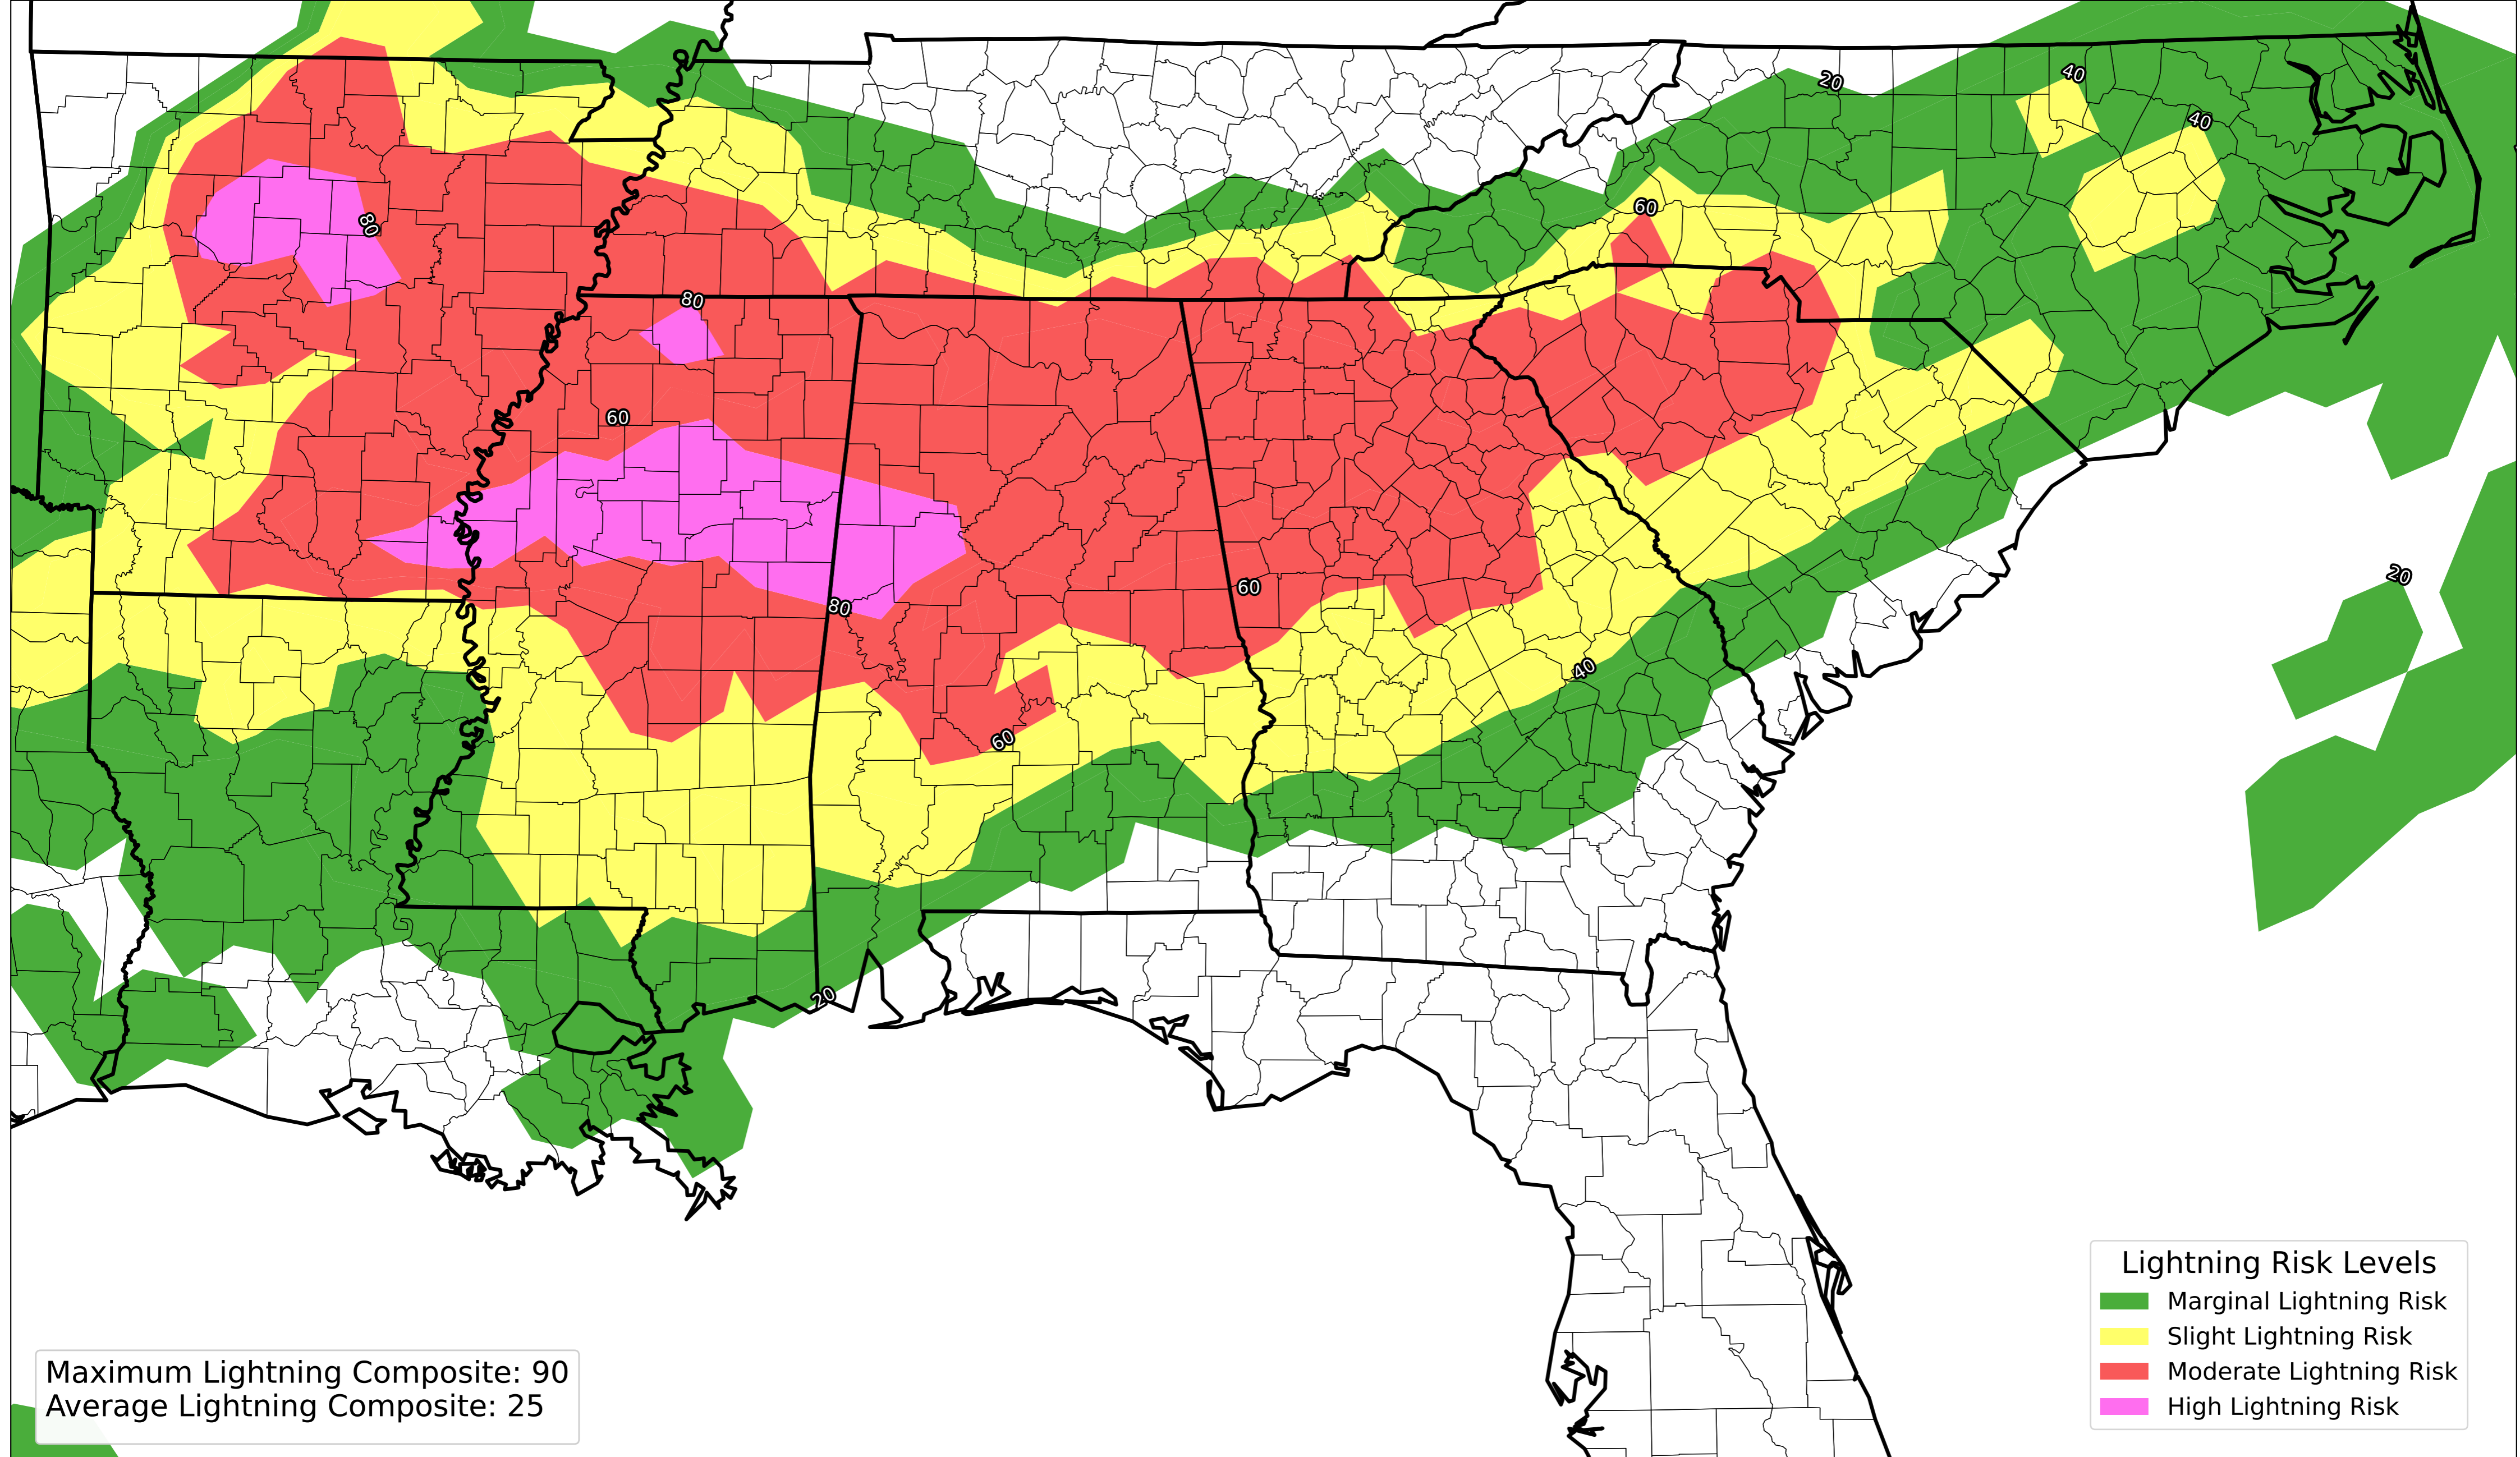 20
40
40
80
60
80
60
20
60
80
40
60
20
Maximum Lightning Composite: 90
Average Lightning Composite: 25
Lightning Risk Levels
Marginal Lightning Risk
Slight Lightning Risk
Moderate Lightning Risk
High Lightning Risk